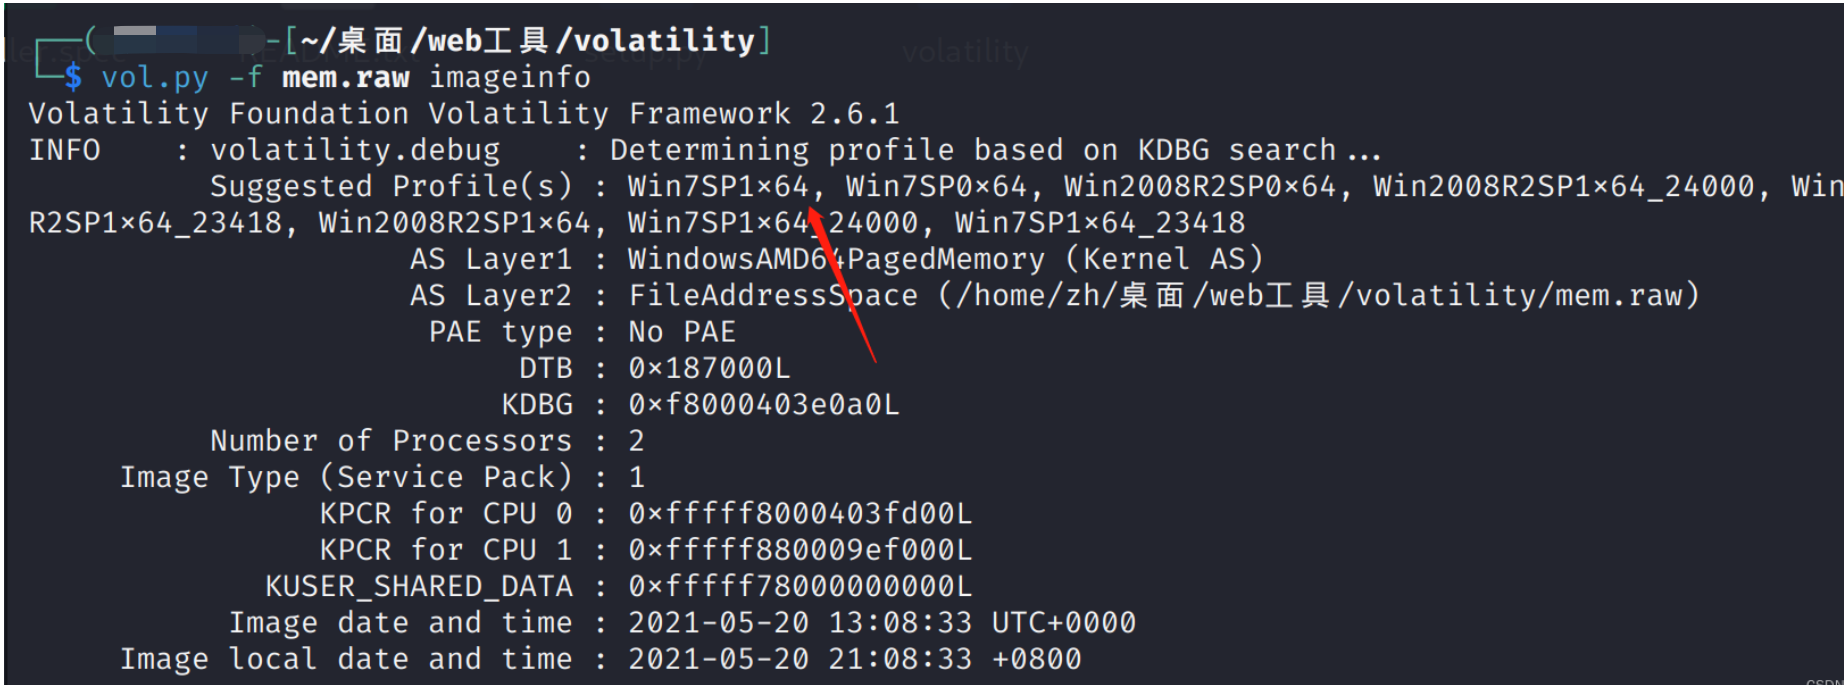 ┌──(          -[~/桌面/web工具/volatility]
└─$ vol.py -f mem.raw imageinfo
Volatility Foundation Volatility Framework 2.6.1
INFO    : volatility.debug    : Determining profile based on KDBG search...
          Suggested Profile(s) : Win7SP1x64, Win7SP0x64, Win2008R2SP0x64, Win2008R2SP1x64_24000, Win
R2SP1x64_23418, Win2008R2SP1x64, Win7SP1x64_24000, Win7SP1x64_23418
                     AS Layer1 : WindowsAMD64PagedMemory (Kernel AS)
                     AS Layer2 : FileAddressSpace (/home/zh/桌面/web工具/volatility/mem.raw)
                      PAE type : No PAE
                           DTB : 0x187000L
                          KDBG : 0xf8000403e0a0L
          Number of Processors : 2
     Image Type (Service Pack) : 1
                KPCR for CPU 0 : 0xfffff8000403fd00L
                KPCR for CPU 1 : 0xfffff880009ef000L
             KUSER_SHARED_DATA : 0xfffff78000000000L
           Image date and time : 2021-05-20 13:08:33 UTC+0000
     Image local date and time : 2021-05-20 21:08:33 +0800